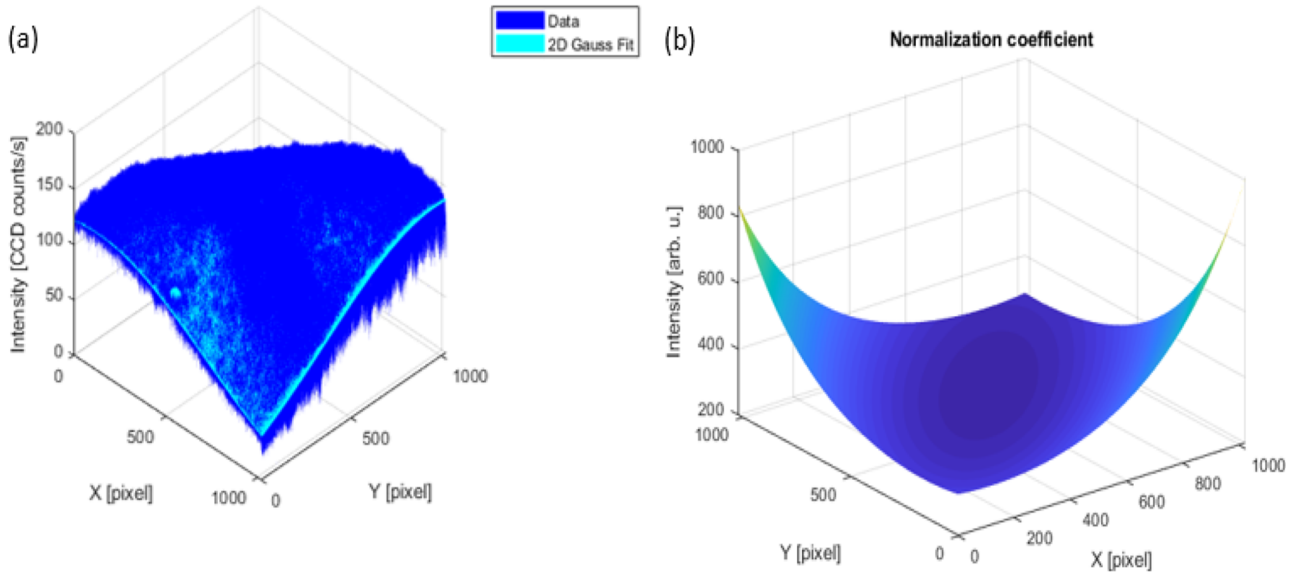 (a)
Data
2D Gauss Fit
Intensity [CCD counts/s]
200
150
100
50
0
0
500
1000
X [pixel]
0
500
1000
Y [pixel]
(b)
Normalization coefficient
Intensity [arb. u.]
1000
800
600
400
200
1000
500
0
Y [pixel]
0
200
400
600
800
1000
X [pixel]